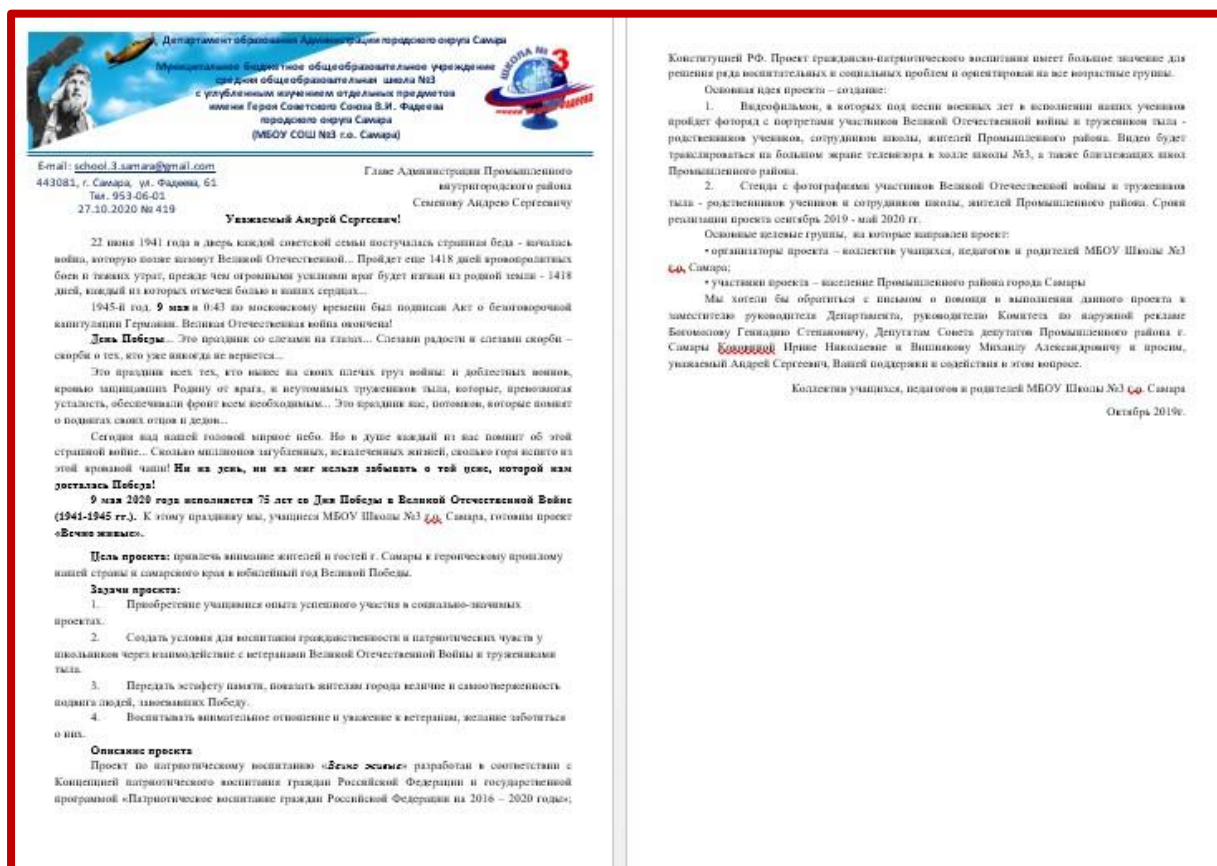 Департамент образования Администрации городского округа Самара
Муниципальное бюджетное общеобразовательное учреждение
средняя общеобразовательная школа №3
с углубленным изучением отдельных предметов
имени Героя Советского Союза В.И. Фадеева
городского округа Самара
(МБОУ СОШ №3 г.о. Самара)
ШКОЛА № 3
E-mail: school.3.samara@gmail.com
443081, г. Самара, ул. Фадеева, 61
Тел. 953-06-01
27.10.2020 № 419
Главе Администрации Промышленного
внутригородского района
Семенову Андрею Сергеевичу
Уважаемый Андрей Сергеевич!
22 июня 1941 года в дверь каждой советской семьи постучалась страшная беда - началась
война, которую позже назовут Великой Отечественной... Пройдет еще 1418 дней кровопролитных
боев и тяжких утрат, прежде чем огромными усилиями враг будет изгнан из родной земли - 1418
дней, каждый из которых отмечен болью в наших сердцах...
1945-й год. 9 мая в 0:43 по московскому времени был подписан Акт о безоговорочной
капитуляции Германии. Великая Отечественная война окончена!
День Победы... Это праздник со слезами на глазах... Слезами радости и слезами скорби –
скорби о тех, кто уже никогда не вернется...
Это праздник всех тех, кто вынес на своих плечах груз войны: и доблестных воинов,
кровью защищавших Родину от врага, и неутомимых тружеников тыла, которые, превозмогая
усталость, обеспечивали фронт всем необходимым... Это праздник нас, потомков, которые помнят
о подвигах своих отцов и дедов...
Сегодня над нашей головой мирное небо. Но в душе каждый из нас помнит об этой
страшной войне... Сколько миллионов загубленных, искалеченных жизней, сколько горя испито из
этой кровавой чаши! Ни на день, ни на миг нельзя забывать о той цене, которой нам
досталась Победа!
9 мая 2020 года исполняется 75 лет со Дня Победы в Великой Отечественной Войне
(1941-1945 гг.). К этому празднику мы, учащиеся МБОУ Школы №3 г.о. Самара, готовим проект
«Вечно живые».
Цель проекта: привлечь внимание жителей и гостей г. Самары к героическому прошлому
нашей страны и самарского края в юбилейный год Великой Победы.
Задачи проекта:
1. Приобретение учащимися опыта успешного участия в социально-значимых
проектах.
2. Создать условия для воспитания гражданственности и патриотических чувств у
школьников через взаимодействие с ветеранами Великой Отечественной Войны и тружениками
тыла.
3. Передать эстафету памяти, показать жителям города величие и самоотверженность
подвига людей, завоевавших Победу.
4. Воспитывать внимательное отношение и уважение к ветеранам, желание заботиться
о них.
Описание проекта
Проект по патриотическому воспитанию «Вечно живые» разработан в соответствии с
Концепцией патриотического воспитания граждан Российской Федерации и государственной
программой «Патриотическое воспитание граждан Российской Федерации на 2016 – 2020 годы»;
Конституцией РФ. Проект гражданско-патриотического воспитания имеет большое значение для
решения ряда воспитательных и социальных проблем и ориентирован на все возрастные группы.
Основная идея проекта – создание:
1. Видеофильмов, в которых под песни военных лет в исполнении наших учеников
пройдет фоторяд с портретами участников Великой Отечественной войны и тружеников тыла -
родственников учеников, сотрудников школы, жителей Промышленного района. Видео будет
транслироваться на большом экране телевизора в холле школы №3, а также близлежащих школ
Промышленного района.
2. Стенда с фотографиями участников Великой Отечественной войны и тружеников
тыла - родственников учеников и сотрудников школы, жителей Промышленного района. Сроки
реализации проекта сентябрь 2019 - май 2020 гг.
Основные целевые группы, на которые направлен проект:
• организаторы проекта – коллектив учащихся, педагогов и родителей МБОУ Школы №3
г.о. Самара;
• участники проекта – население Промышленного района города Самары
Мы хотели бы обратиться с письмом о помощи в выполнении данного проекта к
заместителю руководителя Департамента, руководителю Комитета по наружной рекламе
Богомолову Геннадию Степановичу, Депутатам Совета депутатов Промышленного района г.
Самары Коковиной Ирине Николаевне и Вишнякову Михаилу Александровичу и просим,
уважаемый Андрей Сергеевич, Вашей поддержки и содействия в этом вопросе.
Коллектив учащихся, педагогов и родителей МБОУ Школы №3 г.о. Самара
Октябрь 2019г.